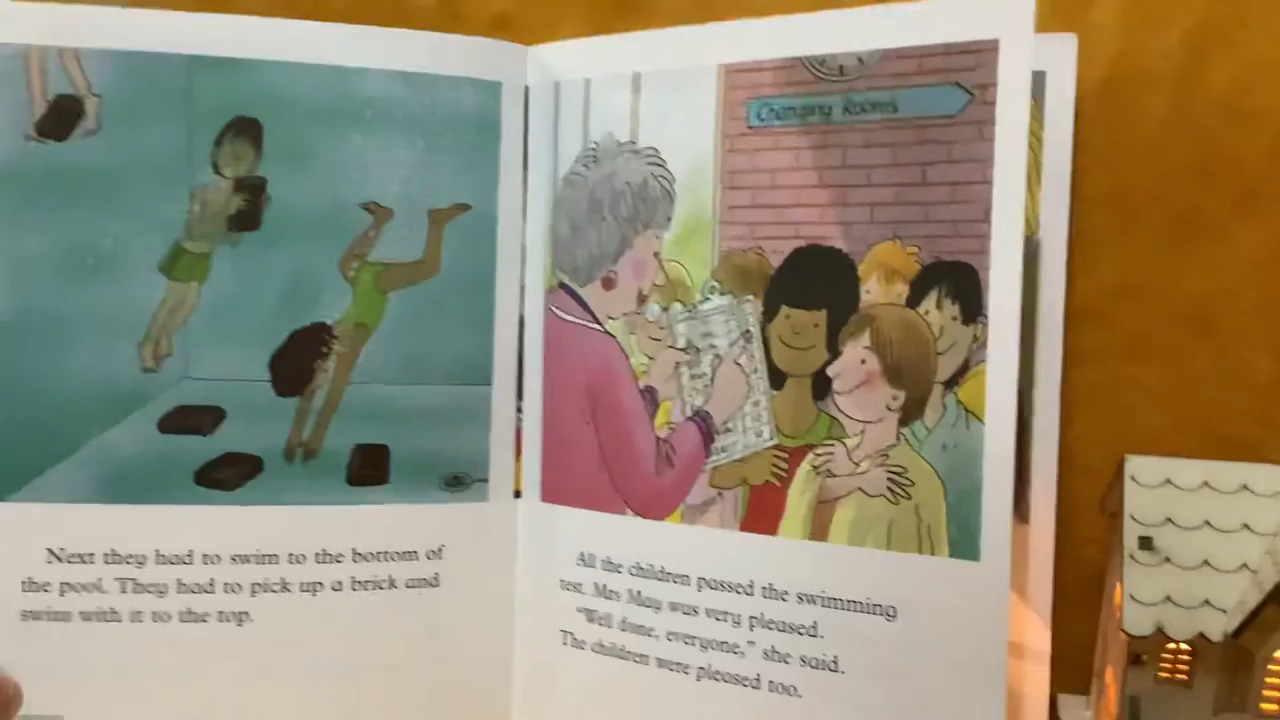 Next they had to swim to the bottom of
the pool. They had to pick up a brick and
swim with it to the top.
Changing Rooms
All the children passed the swimming
test. Mrs May was very pleased.
"Well done, everyone," she said.
The children were pleased too.